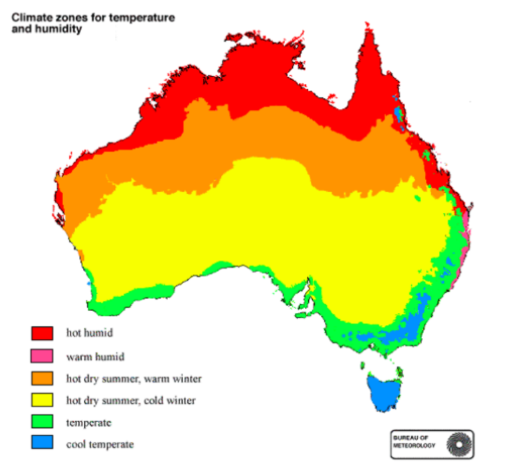 Climate zones for temperature
and humidity
hot humid
warm humid
hot dry summer, warm winter
hot dry summer, cold winter
temperate
cool temperate
BUREAU OF
METEOROLOGY